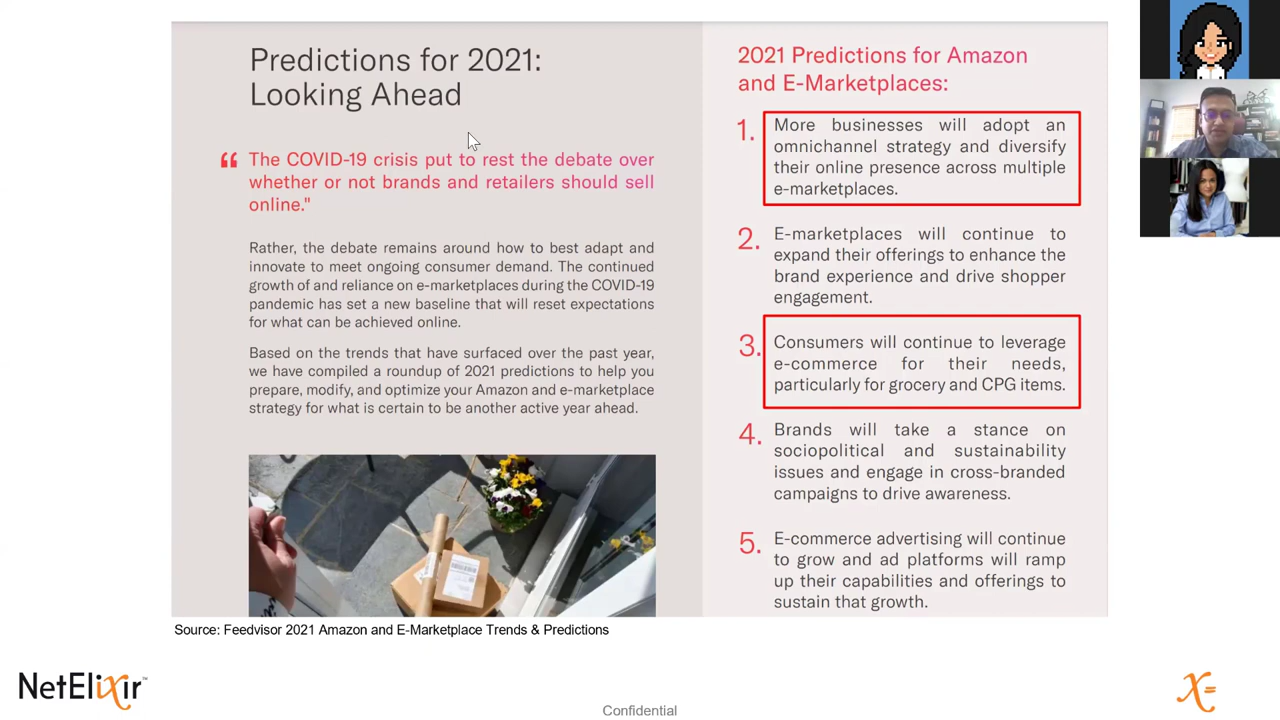 Predictions for 2021:
Looking Ahead
“ The COVID-19 crisis put to rest the debate over
whether or not brands and retailers should sell
online."
Rather, the debate remains around how to best adapt and
innovate to meet ongoing consumer demand. The continued
growth of and reliance on e-marketplaces during the COVID-19
pandemic has set a new baseline that will reset expectations
for what can be achieved online.
Based on the trends that have surfaced over the past year,
we have compiled a roundup of 2021 predictions to help you
prepare, modify, and optimize your Amazon and e-marketplace
strategy for what is certain to be another active year ahead.
2021 Predictions for Amazon
and E-Marketplaces:
1. More businesses will adopt an
omnichannel strategy and diversify
their online presence across multiple
e-marketplaces.
2. E-marketplaces will continue to
expand their offerings to enhance the
brand experience and drive shopper
engagement.
3. Consumers will continue to leverage
e-commerce for their needs,
particularly for grocery and CPG items.
4. Brands will take a stance on
sociopolitical and sustainability
issues and engage in cross-branded
campaigns to drive awareness.
5. E-commerce advertising will continue
to grow and ad platforms will ramp
up their capabilities and offerings to
sustain that growth.
Source: Feedvisor 2021 Amazon and E-Marketplace Trends & Predictions
NetElixir™
Confidential
X=